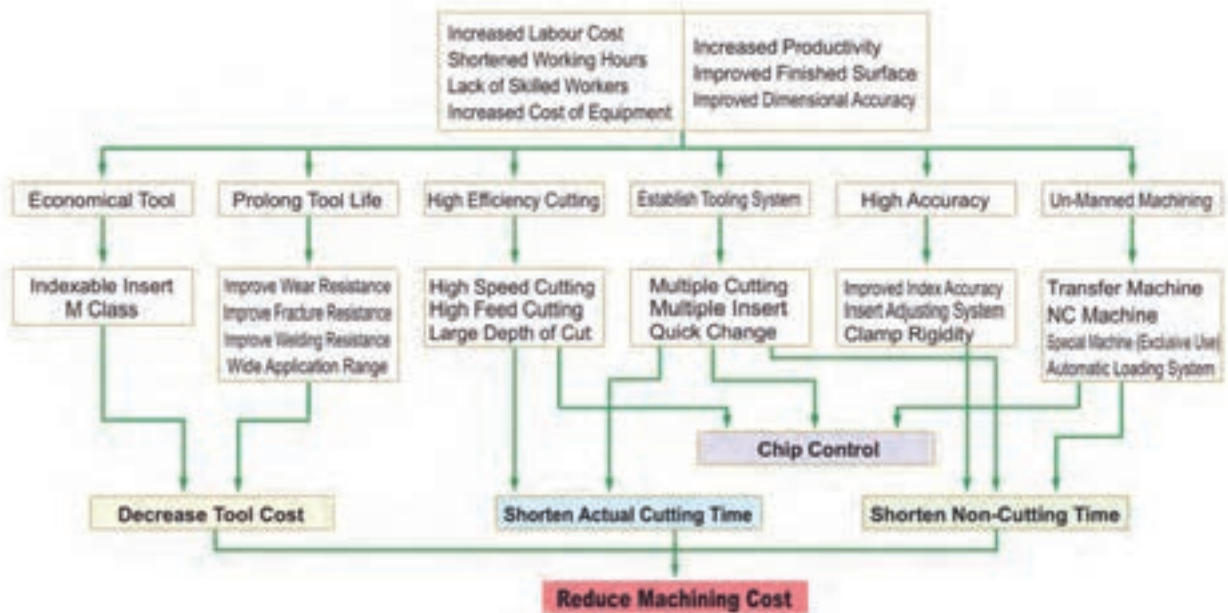 Increased Labour Cost
Shortened Working Hours
Lack of Skilled Workers
Increased Cost of Equipment
Increased Productivity
Improved Finished Surface
Improved Dimensional Accuracy
Economical Tool
Prolong Tool Life
High Efficiency Cutting
Establish Tooling System
High Accuracy
Un-Manned Machining
Indexable Insert
M Class
Improve Wear Resistance
Improve Fracture Resistance
Improve Welding Resistance
Wide Application Range
High Speed Cutting
High Feed Cutting
Large Depth of Cut
Multiple Cutting
Multiple Insert
Quick Change
Improved Index Accuracy
Insert Adjusting System
Clamp Rigidity
Transfer Machine
NC Machine
Special Machine (Exclusive Use)
Automatic Loading System
Chip Control
Decrease Tool Cost
Shorten Actual Cutting Time
Shorten Non-Cutting Time
Reduce Machining Cost